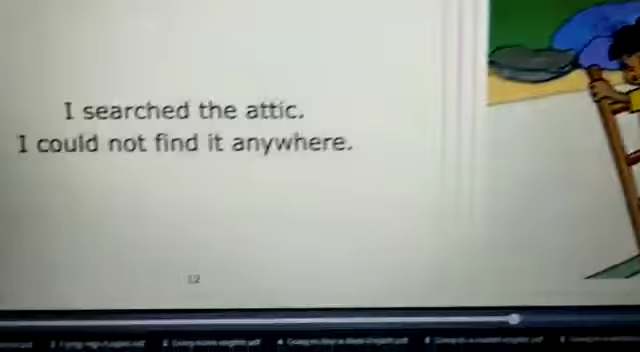 I searched the attic.
I could not find it anywhere.
12